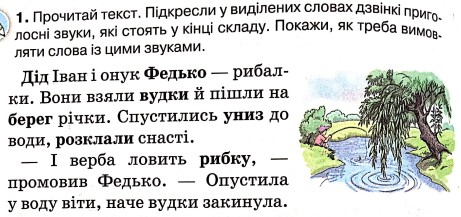 1. Прочитай текст. Підкресли у виділених словах дзвінкі приго-
лосні звуки, які стоять у кінці складу. Покажи, як треба вимов-
ляти слова із цими звуками.
Дід Іван і онук Федько — рибал-
ки. Вони взяли вудки й пішли на
берег річки. Спустились униз до
води, розклали снасті.
— І верба ловить рибку, —
промовив Федько. — Опустила
у воду віти, наче вудки закинула.